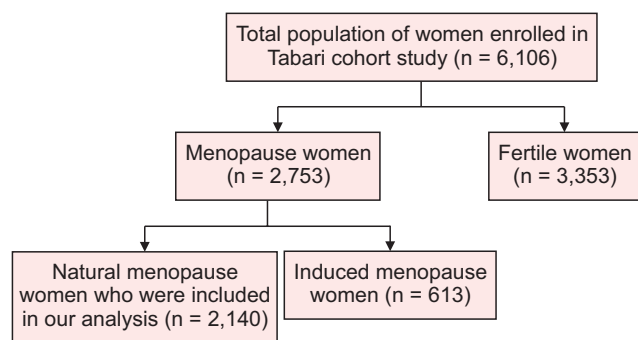 Total population of women enrolled in
Tabari cohort study (n = 6,106)
Menopause women
(n = 2,753)
Fertile women
(n = 3,353)
Natural menopause
women who were included
in our analysis (n = 2,140)
Induced menopause
women (n = 613)